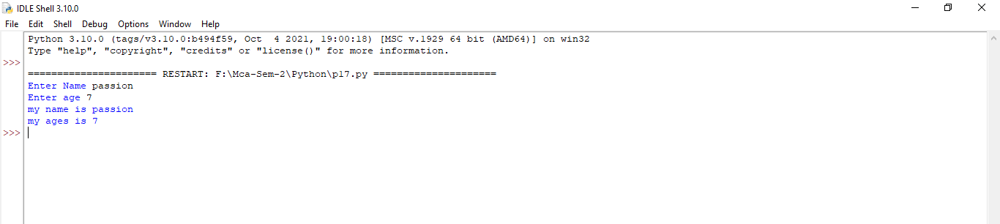 IDLE Shell 3.10.0
File Edit Shell Debug Options Window Help
Python 3.10.0 (tags/v3.10.0:b494f59, Oct  4 2021, 19:00:18) [MSC v.1929 64 bit (AMD64)] on win32
Type "help", "copyright", "credits" or "license()" for more information.
>>>
====================== RESTART: F:\Mca-Sem-2\Python\p17.py =====================
Enter Name passion
Enter age 7
my name is passion
my ages is 7
>>>